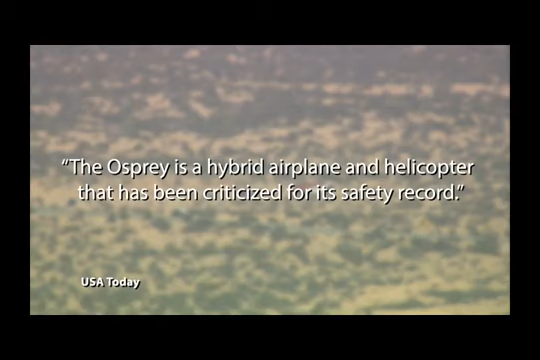 “The Osprey is a hybrid airplane and helicopter
that has been criticized for its safety record.”
USA Today